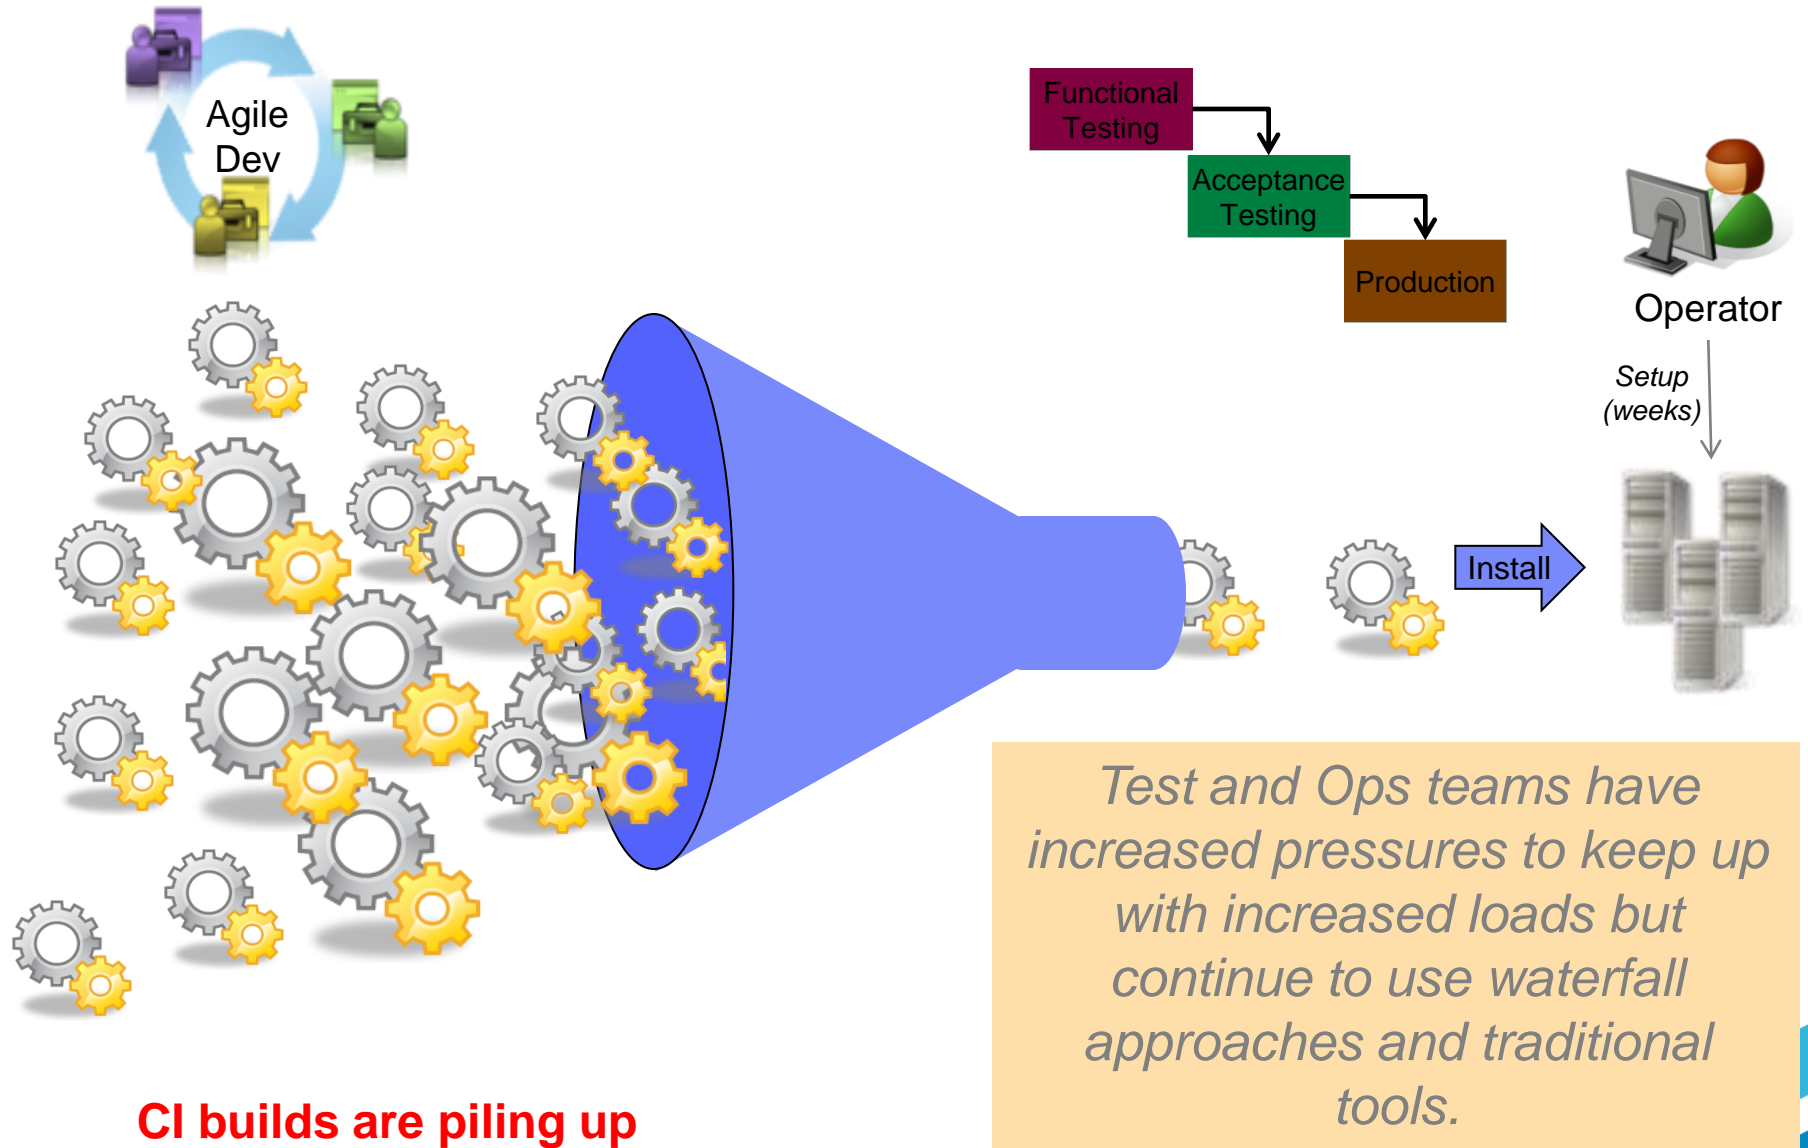 Agile
Dev
Functional
Testing
Acceptance
Testing
Production
Operator
Setup
(weeks)
Install
Test and Ops teams have
increased pressures to keep up
with increased loads but
continue to use waterfall
approaches and traditional
tools.
CI builds are piling up